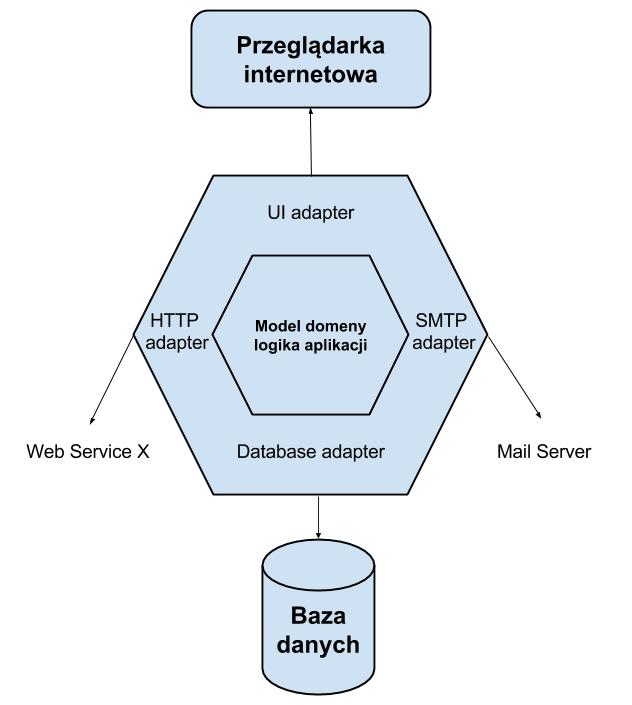 Przeglądarka
internetowa
UI adapter
HTTP
adapter
Model domeny
logika aplikacji
SMTP
adapter
Web Service X
Database adapter
Mail Server
Baza
danych